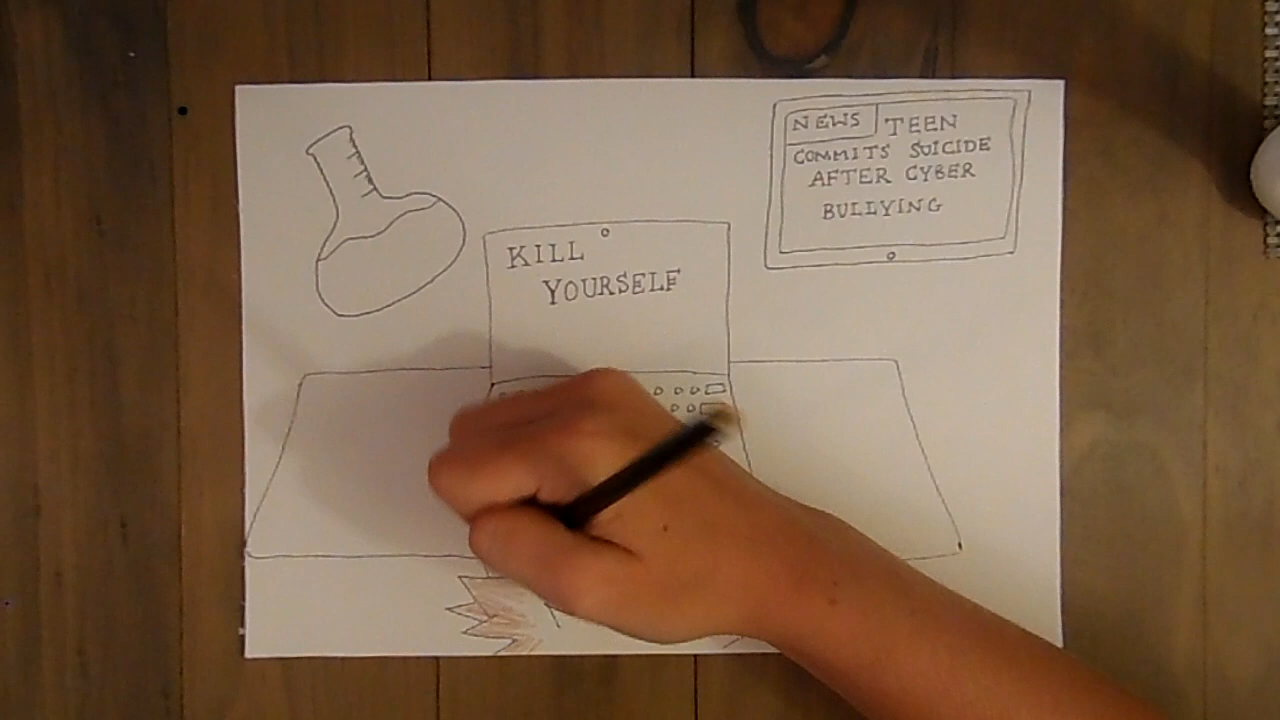 NEWS TEEN
COMMITS SUICIDE
AFTER CYBER
BULLYING
KILL
YOURSELF